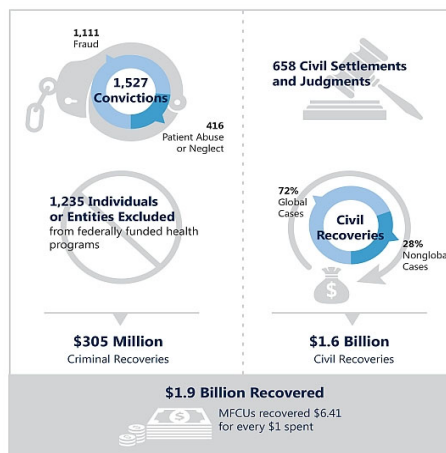 1,111
Fraud
1,527
Convictions
416
Patient Abuse
or Neglect
1,235 Individuals
or Entities Excluded
from federally funded health
programs
$305 Million
Criminal Recoveries
658 Civil Settlements
and Judgments
72%
Global
Cases
Civil
Recoveries
28%
Nonglobal
Cases
$
$1.6 Billion
Civil Recoveries
$1.9 Billion Recovered
$
MFCUs recovered $6.41
for every $1 spent